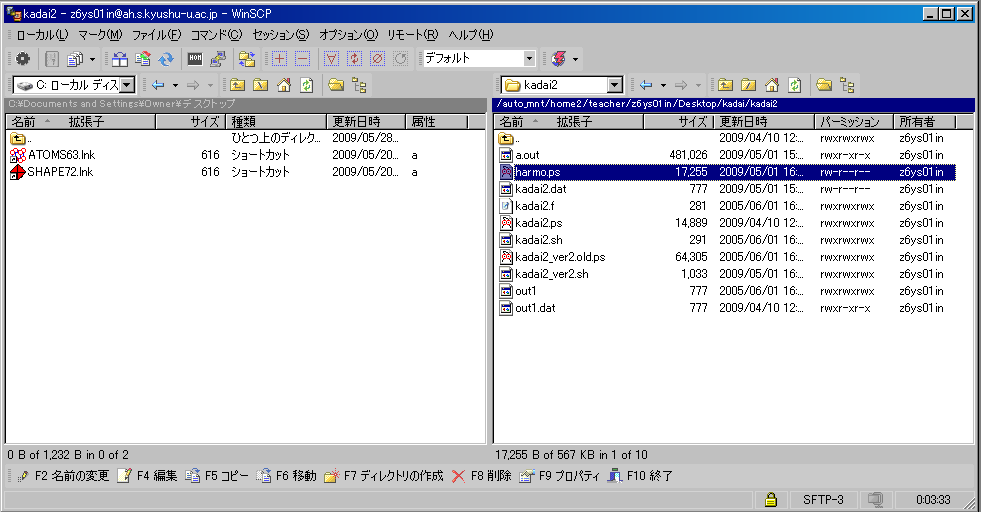 kadai2 - z6ys01in@ah.s.kyushu-u.ac.jp - WinSCP
ローカル(L) マーク(M) ファイル(F) コマンド(C) セッション(S) オプション(O) リモート(R) ヘルプ(H)
HOM デフォルト
C: ローカル ディス kadai2
C:¥Documents and Settings¥Owner¥デスクトップ /auto_mnt/home2/teacher/z6ys01in/Desktop/kadai/kadai2
名前 拡張子 サイズ 種類 更新日時 属性
.. ひとつ上のディレク... 2009/05/28...
ATOMS63.lnk 616 ショートカット 2009/05/20... a
SHAPE72.lnk 616 ショートカット 2009/05/20... a
名前 拡張子 サイズ 更新日時 パーミッション 所有者
.. 2009/04/10 12:... rwxrwxrwx z6ys01in
a.out 481,026 2009/05/01 15:... rwxr-xr-x z6ys01in
harmo.ps 17,255 2009/05/01 16:... rw-r--r-- z6ys01in
kadai2.dat 777 2009/05/01 15:... rw-r--r-- z6ys01in
kadai2.f 281 2005/06/01 16:... rwxrwxrwx z6ys01in
kadai2.ps 14,889 2009/04/10 12:... rwxrwxrwx z6ys01in
kadai2.sh 291 2005/06/01 16:... rwxrwxrwx z6ys01in
kadai2_ver2.old.ps 64,305 2005/06/01 16:... rwxrwxrwx z6ys01in
kadai2_ver2.sh 1,033 2009/05/01 16:... rwxrwxrwx z6ys01in
out1 777 2005/06/01 16:... rwxrwxrwx z6ys01in
out1.dat 777 2009/04/10 12:... rwxr-xr-x z6ys01in
0 B of 1,232 B in 0 of 2 17,255 B of 567 KB in 1 of 10
F2 名前の変更 F4 編集 F5 コピー F6 移動 F7 ディレクトリの作成 F8 削除 F9 プロパティ F10 終了
SFTP-3 0:03:33